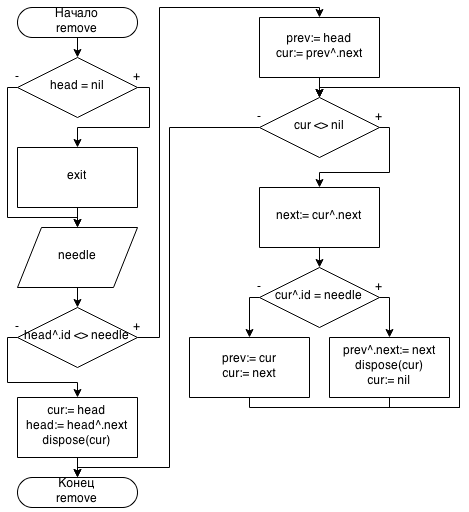 Начало
remove
head = nil
-
+
exit
needle
head^.id <> needle
-
+
cur:= head
head:= head^.next
dispose(cur)
Конец
remove
prev:= head
cur:= prev^.next
cur <> nil
-
+
next:= cur^.next
cur^.id = needle
-
+
prev:= cur
cur:= next
prev^.next:= next
dispose(cur)
cur:= nil